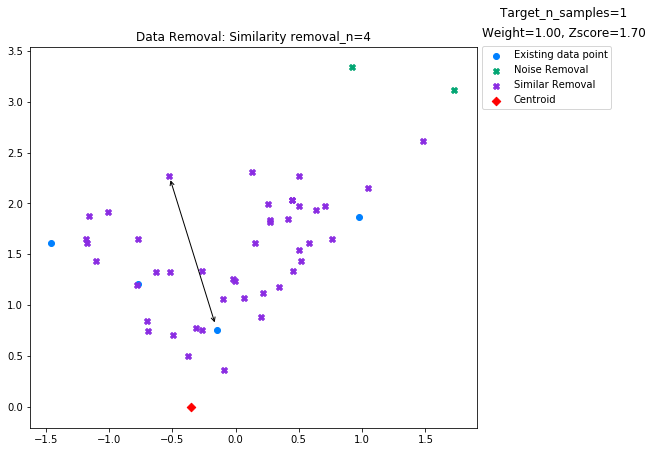 Target_n_samples=1
Weight=1.00, Zscore=1.70
Data Removal: Similarity removal_n=4
Existing data point
Noise Removal
Similar Removal
Centroid
3.5
3.0
2.5
2.0
1.5
1.0
0.5
0.0
−1.5 −1.0 −0.5 0.0 0.5 1.0 1.5